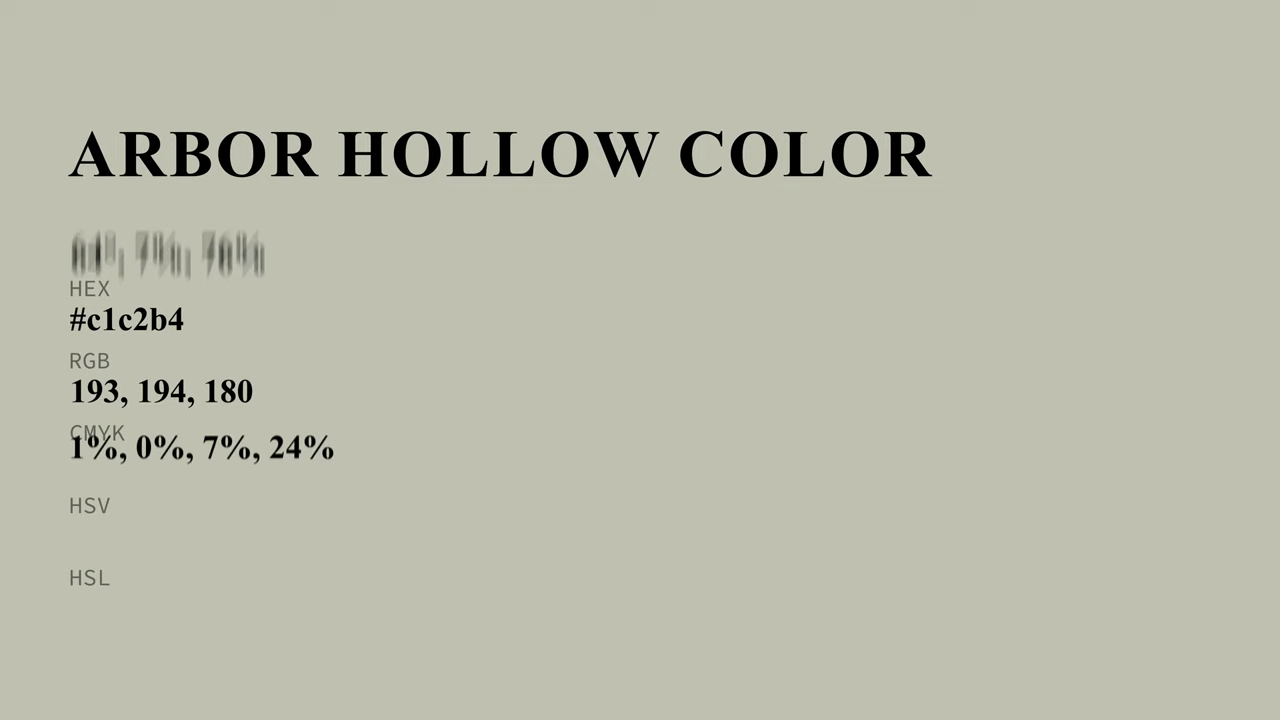 ARBOR HOLLOW COLOR
HEX
#c1c2b4
RGB
193, 194, 180
CMYK
1%, 0%, 7%, 24%
HSV
HSL